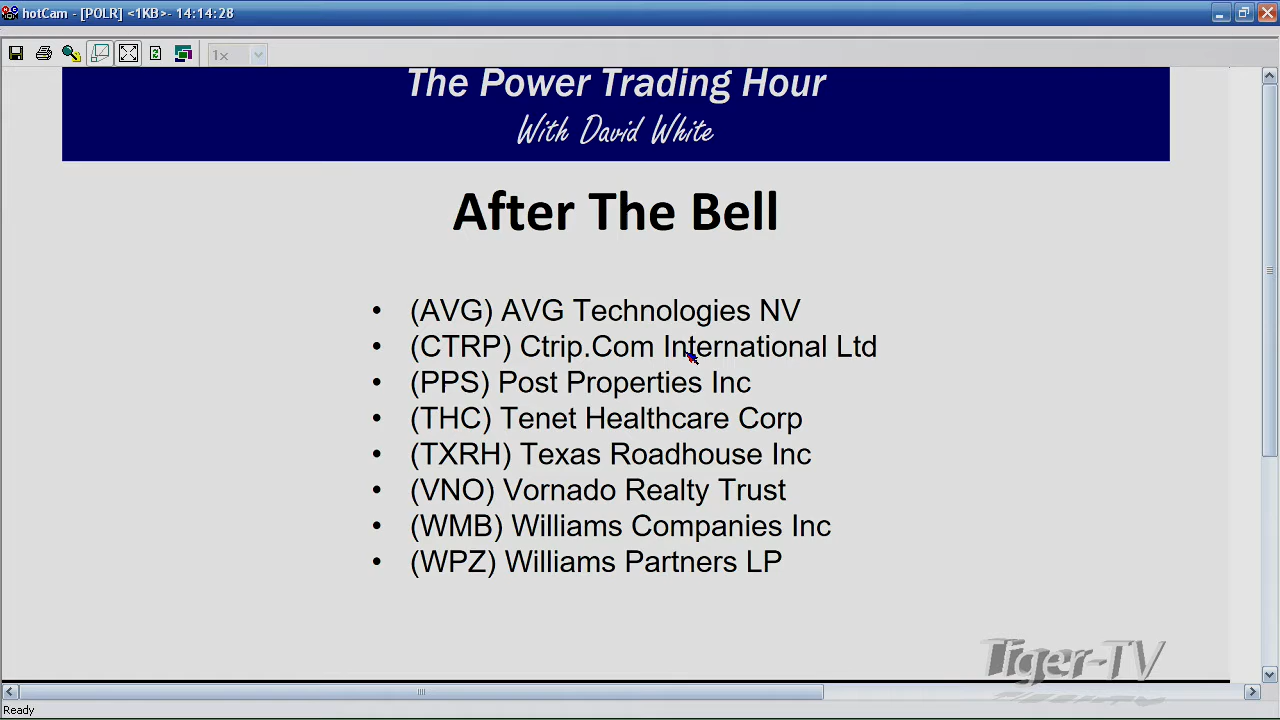 hotCam - [POLR] <1KB>- 14:14:28
1x
The Power Trading Hour
With David White
After The Bell
• (AVG) AVG Technologies NV
• (CTRP) Ctrip.Com International Ltd
• (PPS) Post Properties Inc
• (THC) Tenet Healthcare Corp
• (TXRH) Texas Roadhouse Inc
• (VNO) Vornado Realty Trust
• (WMB) Williams Companies Inc
• (WPZ) Williams Partners LP
Tiger-TV
Ready